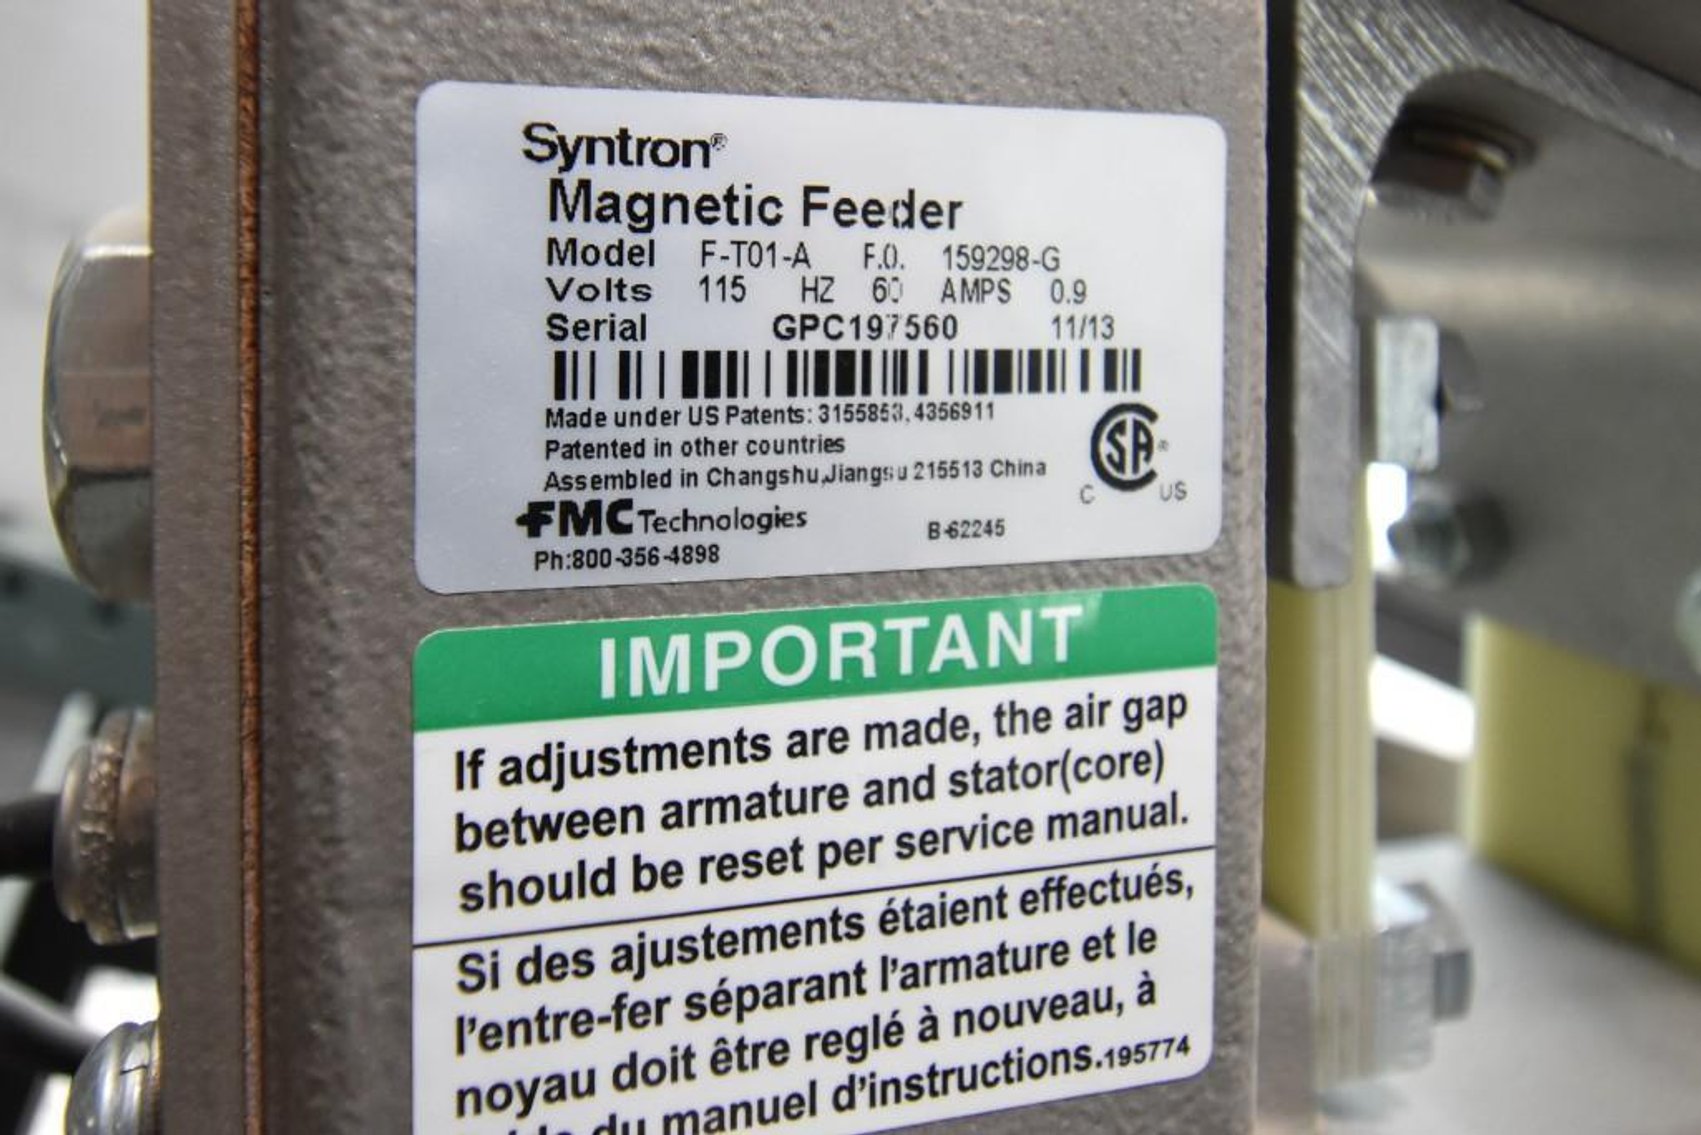 Syntron®
Magnetic Feeder
Model F-T01-A F.O. 159298-G
Volts 115 HZ 60 AMPS 0.9
Serial GPC197560 11/13
Made under US Patents: 3155853, 4356911
Patented in other countries
Assembled in Changshu,Jiangsu 215513 China
CSA®
C US
FMC Technologies
B-62245
Ph:800-356-4898
IMPORTANT
If adjustments are made, the air gap
between armature and stator(core)
should be reset per service manual.
Si des ajustements étaient effectués,
l'entre-fer séparant l'armature et le
noyau doit être reglé à nouveau, à
du manuel d'instructions.195774